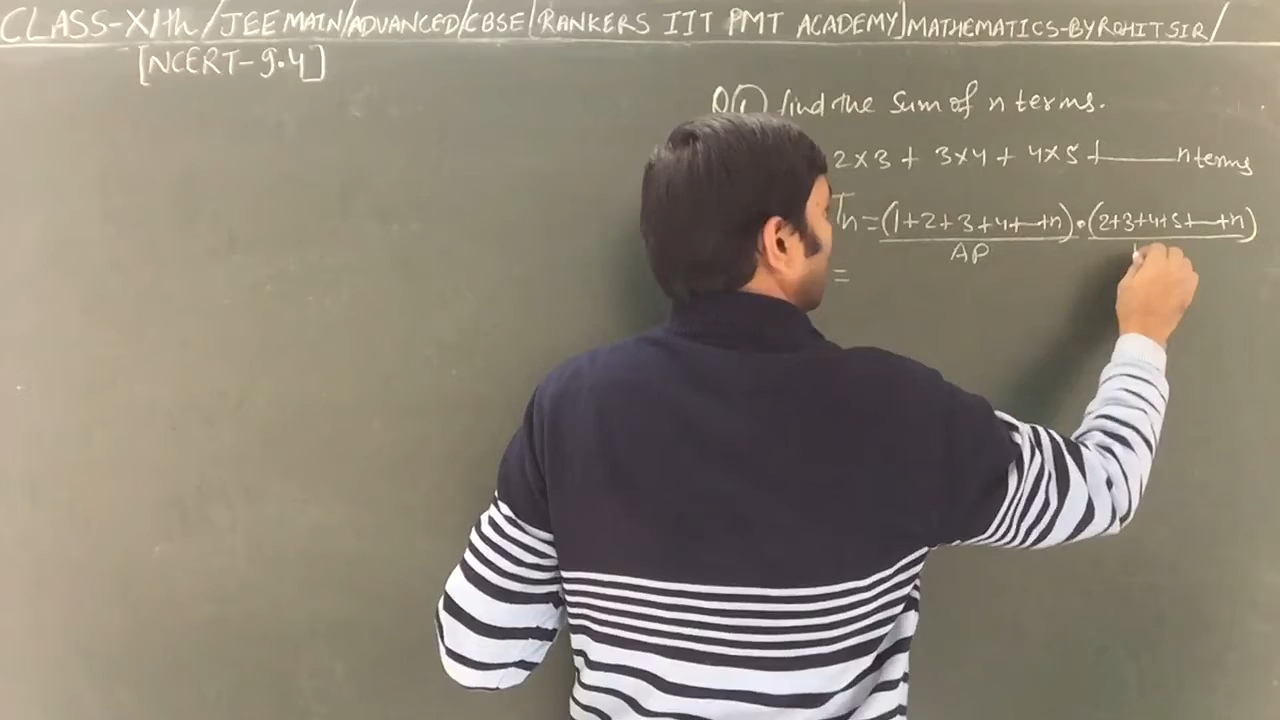 CLASS-XIth/JEE MAIN/ADVANCED/CBSE[RANKERS IIT PMT ACADEMY]MATHEMATICS-BY ROHIT SIR/
[NCERT-9.4]
Q① find the sum of n terms.
2×3 + 3×4 + 4×5 + —— n terms
Tn = (1+2+3+4+—+n) • (2+3+4+5+—+n)
AP
=